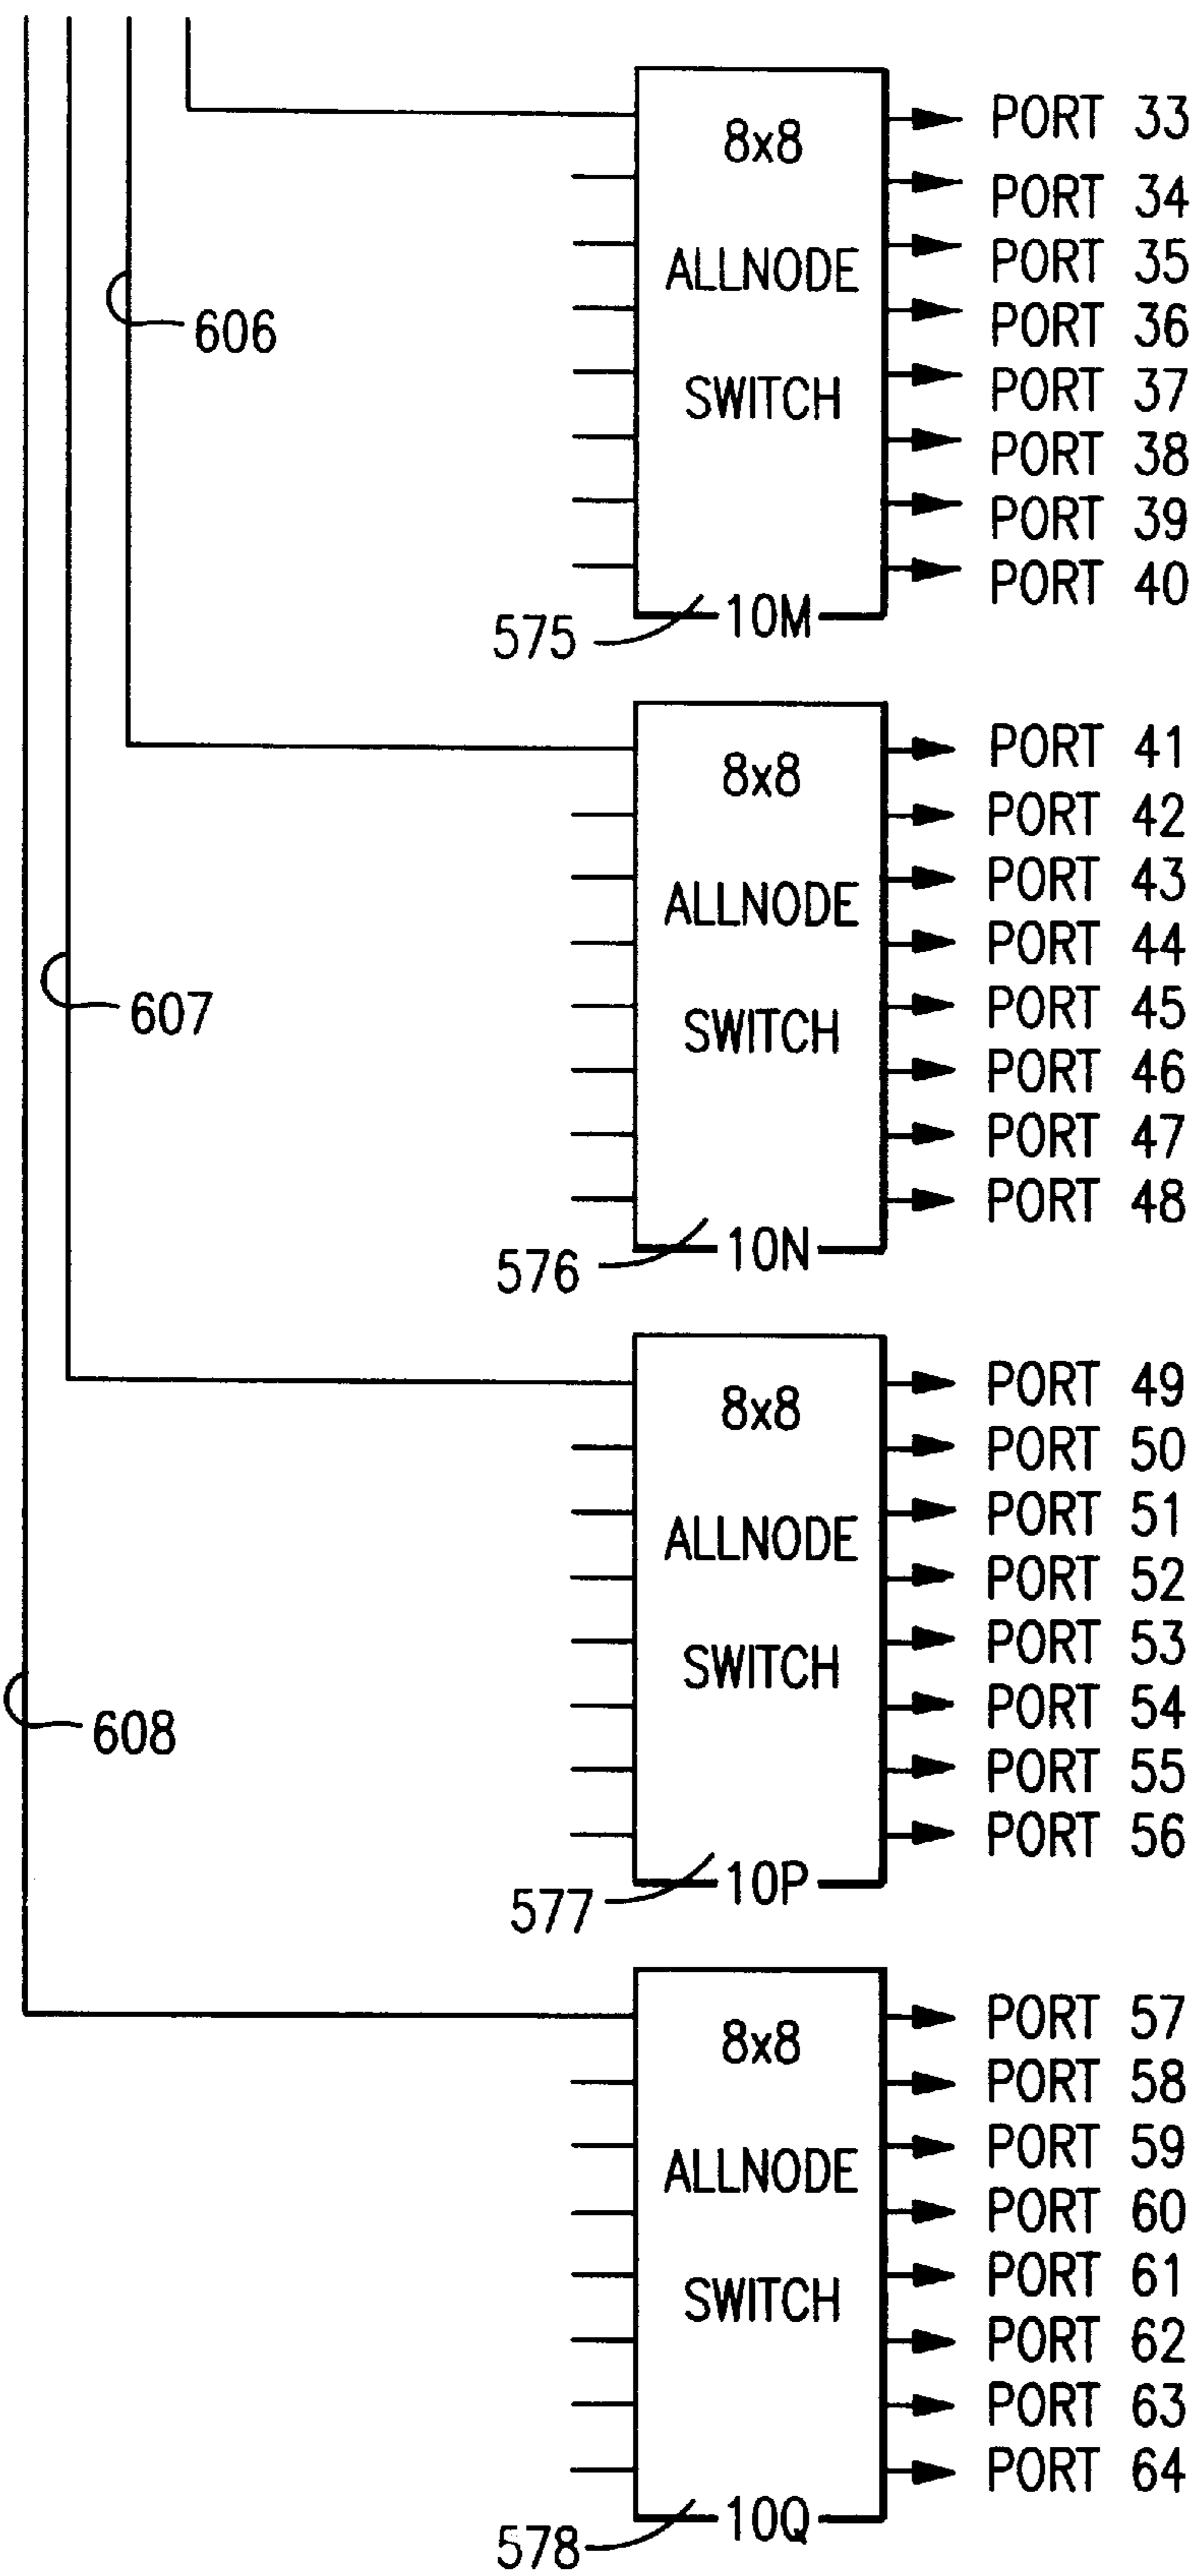 8x8
ALLNODE
SWITCH
10M
575
606
PORT 33
PORT 34
PORT 35
PORT 36
PORT 37
PORT 38
PORT 39
PORT 40
8x8
ALLNODE
SWITCH
10N
576
607
PORT 41
PORT 42
PORT 43
PORT 44
PORT 45
PORT 46
PORT 47
PORT 48
8x8
ALLNODE
SWITCH
10P
577
608
PORT 49
PORT 50
PORT 51
PORT 52
PORT 53
PORT 54
PORT 55
PORT 56
8x8
ALLNODE
SWITCH
10Q
578
PORT 57
PORT 58
PORT 59
PORT 60
PORT 61
PORT 62
PORT 63
PORT 64